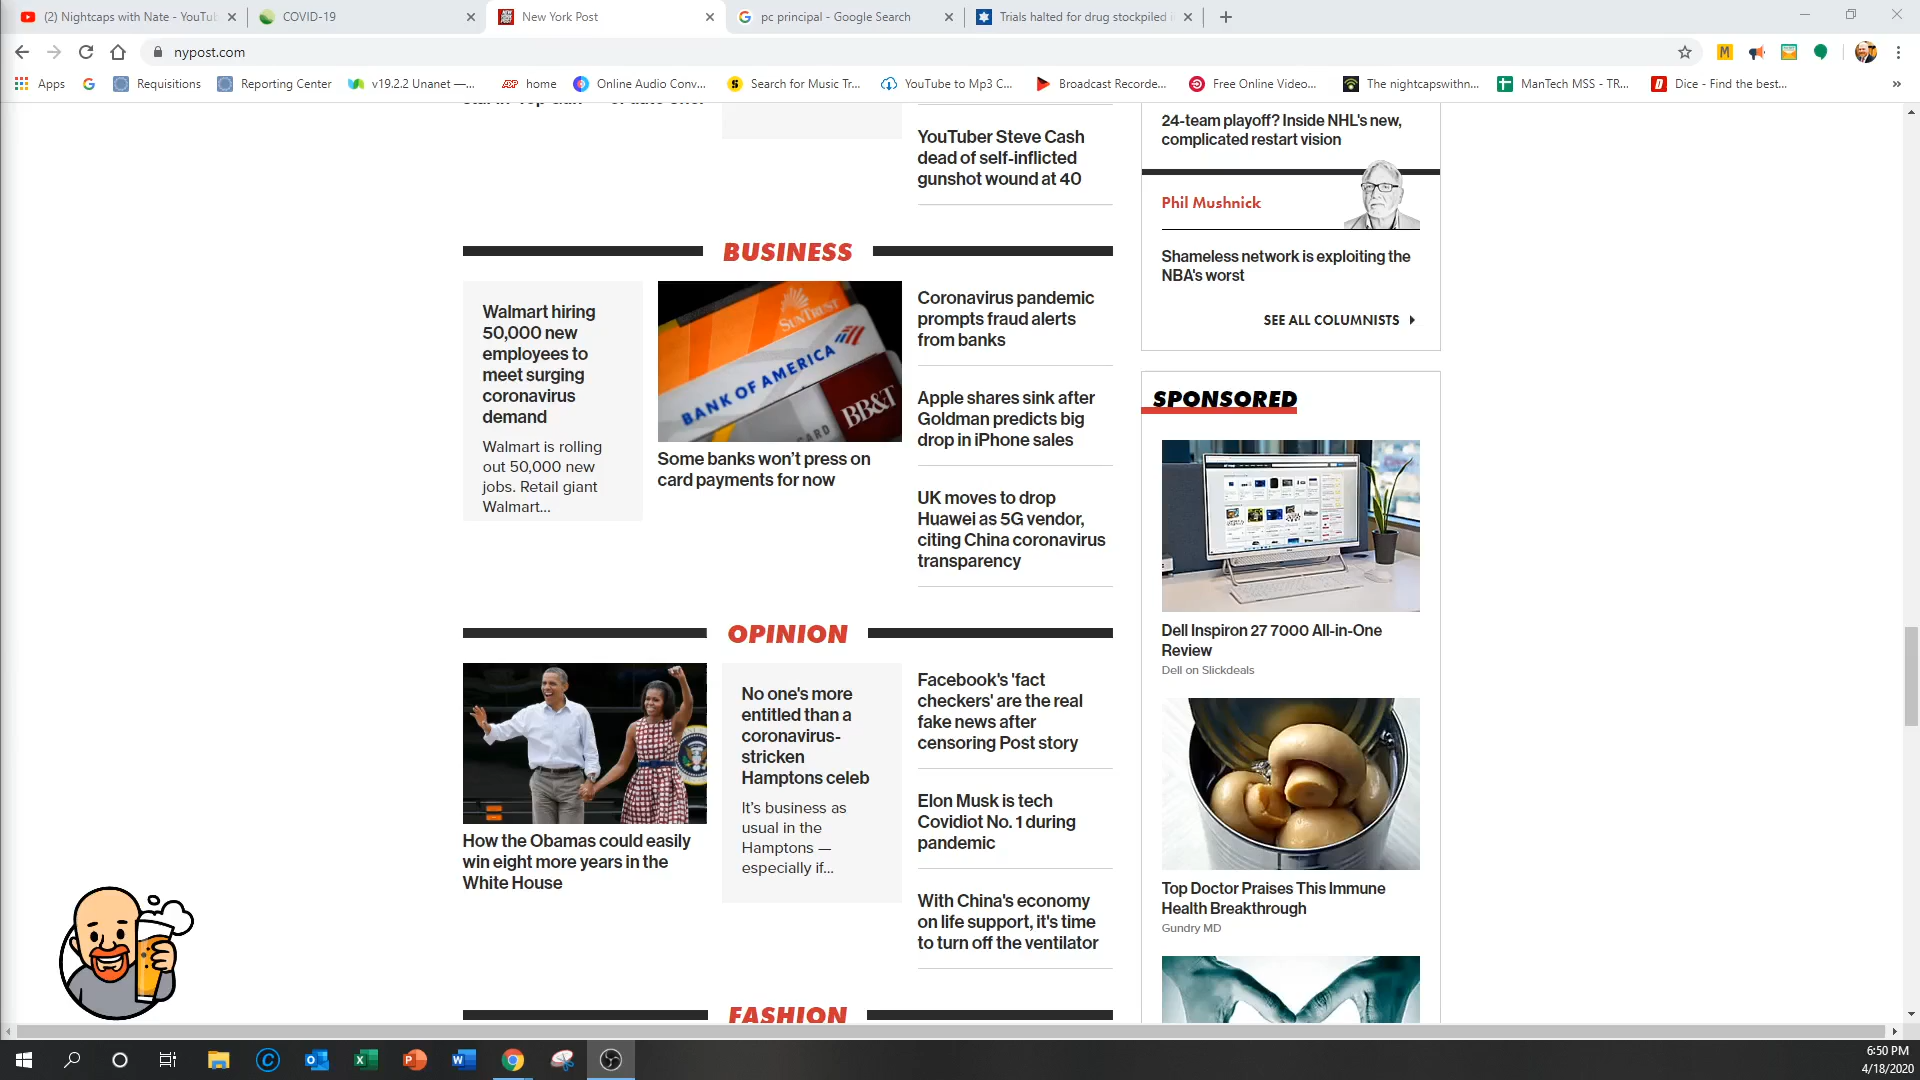 (2) Nightcaps with Nate - YouTu
COVID-19
New York Post
pc principal - Google Search
Trials halted for drug stockpiled
nypost.com
Apps
Requisitions
Reporting Center
v19.2.2 Unanet —...
home
Online Audio Conv...
Search for Music Tr...
YouTube to Mp3 C...
Broadcast Recorde...
Free Online Video...
The nightcapswithn...
ManTech MSS - TR...
Dice - Find the best...
YouTuber Steve Cash
dead of self-inflicted
gunshot wound at 40
24-team playoff? Inside NHL's new,
complicated restart vision
Phil Mushnick
Shameless network is exploiting the
NBA's worst
SEE ALL COLUMNISTS
BUSINESS
Walmart hiring
50,000 new
employees to
meet surging
coronavirus
demand
Walmart is rolling
out 50,000 new
jobs. Retail giant
Walmart...
SUNTRUST
BANK OF AMERICA
BB&T
CARD
Some banks won't press on
card payments for now
Coronavirus pandemic
prompts fraud alerts
from banks
Apple shares sink after
Goldman predicts big
drop in iPhone sales
UK moves to drop
Huawei as 5G vendor,
citing China coronavirus
transparency
SPONSORED
Dell Inspiron 27 7000 All-in-One
Review
Dell on Slickdeals
Top Doctor Praises This Immune
Health Breakthrough
Gundry MD
OPINION
How the Obamas could easily
win eight more years in the
White House
No one's more
entitled than a
coronavirus-
stricken
Hamptons celeb
It's business as
usual in the
Hamptons —
especially if...
Facebook's 'fact
checkers' are the real
fake news after
censoring Post story
Elon Musk is tech
Covidiot No. 1 during
pandemic
With China's economy
on life support, it's time
to turn off the ventilator
FASHION
6:50 PM
4/18/2020